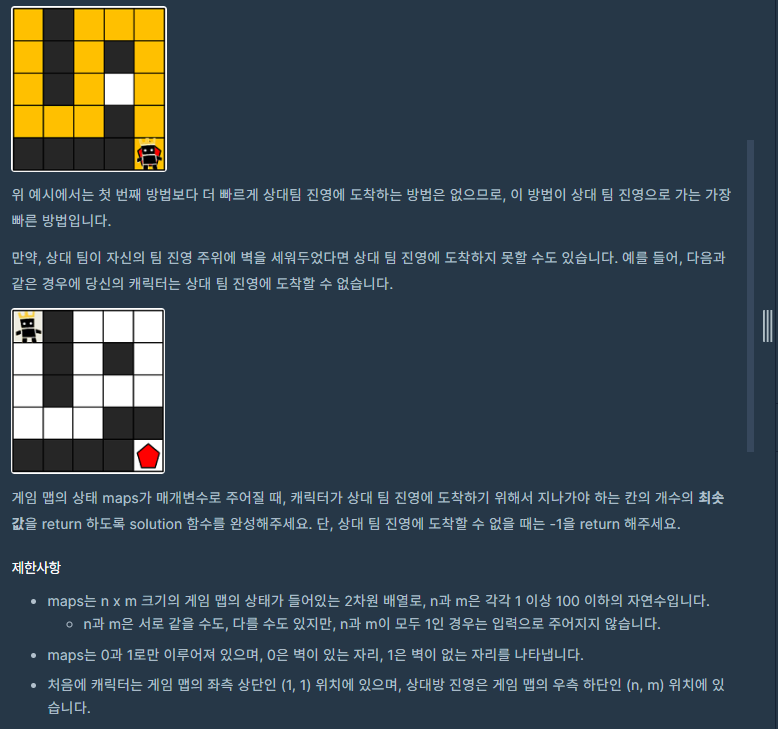 위 예시에서는 첫 번째 방법보다 더 빠르게 상대팀 진영에 도착하는 방법은 없으므로, 이 방법이 상대 팀 진영으로 가는 가장
빠른 방법입니다.
만약, 상대 팀이 자신의 팀 진영 주위에 벽을 세워두었다면 상대 팀 진영에 도착하지 못할 수도 있습니다. 예를 들어, 다음과
같은 경우에 당신의 캐릭터는 상대 팀 진영에 도착할 수 없습니다.
게임 맵의 상태 maps가 매개변수로 주어질 때, 캐릭터가 상대 팀 진영에 도착하기 위해서 지나가야 하는 칸의 개수의 최솟
값을 return 하도록 solution 함수를 완성해주세요. 단, 상대 팀 진영에 도착할 수 없을 때는 -1을 return 해주세요.
제한사항
• maps는 n x m 크기의 게임 맵의 상태가 들어있는 2차원 배열로, n과 m은 각각 1 이상 100 이하의 자연수입니다.
◦ n과 m은 서로 같을 수도, 다를 수도 있지만, n과 m이 모두 1인 경우는 입력으로 주어지지 않습니다.
• maps는 0과 1로만 이루어져 있으며, 0은 벽이 있는 자리, 1은 벽이 없는 자리를 나타냅니다.
• 처음에 캐릭터는 게임 맵의 좌측 상단인 (1, 1) 위치에 있으며, 상대방 진영은 게임 맵의 우측 하단인 (n, m) 위치에 있
습니다.